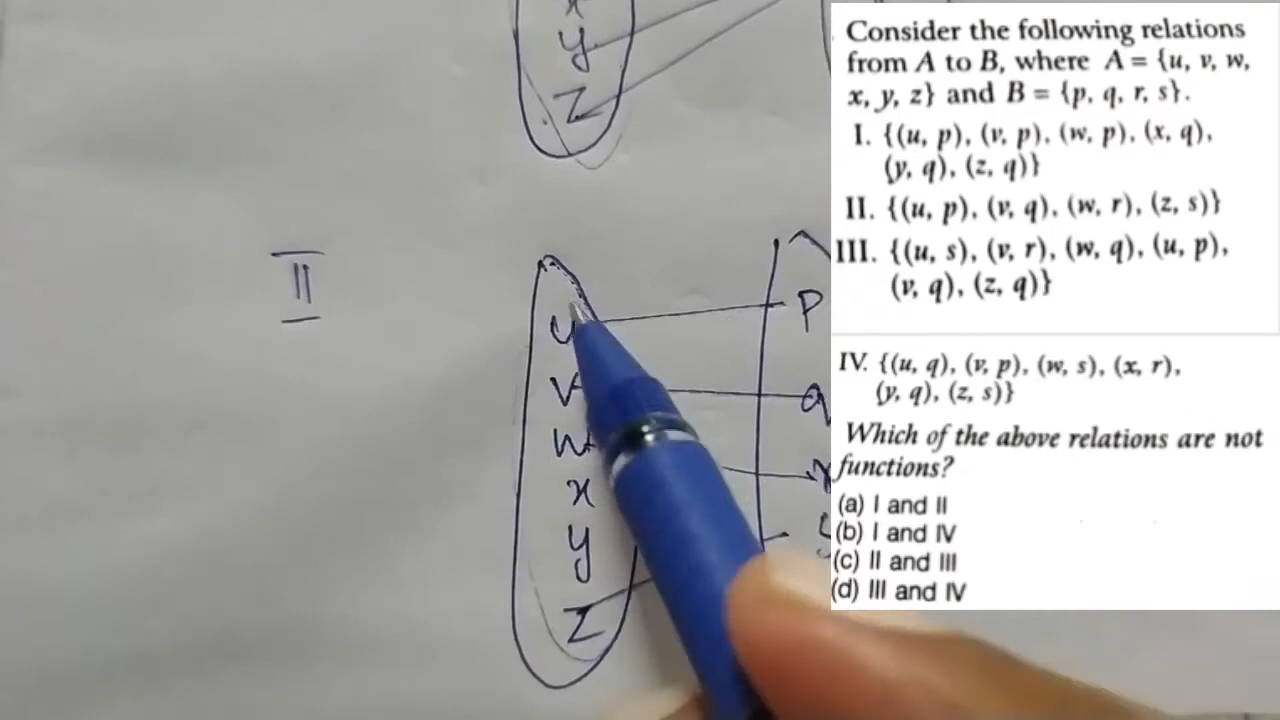 x
y
z
II
u
p
v
q
w
x
y
z
Consider the following relations
from A to B, where A = {u, v, w,
x, y, z} and B = {p, q, r, s}.
I. {(u, p), (v, p), (w, p), (x, q),
(y, q), (z, q)}
II. {(u, p), (v, q), (w, r), (z, s)}
III. {(u, s), (v, r), (w, q), (u, p),
(v, q), (z, q)}
IV. {(u, q), (v, p), (w, s), (x, r),
(y, q), (z, s)}
Which of the above relations are not
functions?
(a) I and II
(b) I and IV
(c) II and III
(d) III and IV